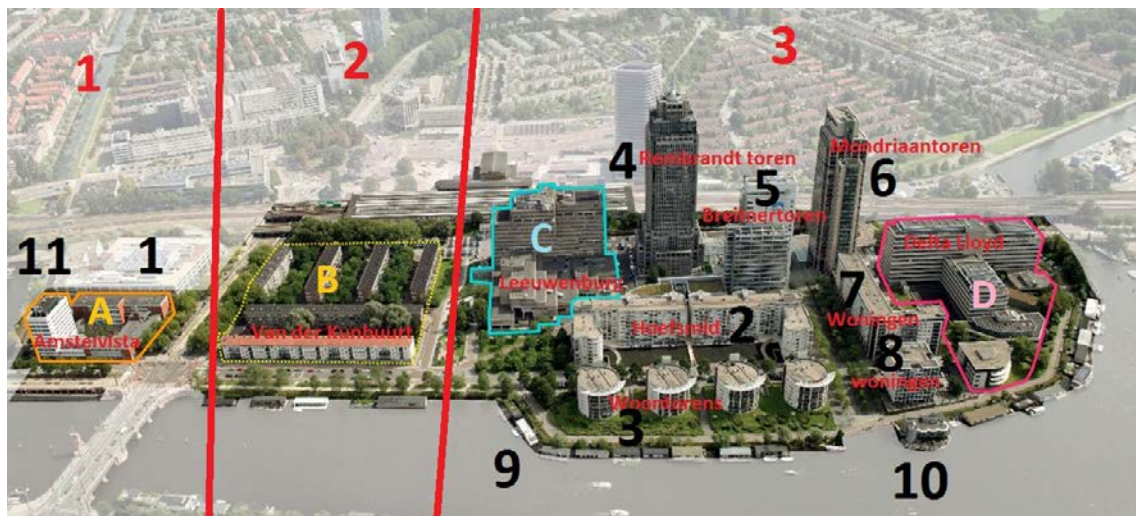 1
2
3
4
Rembrandt toren
5
Mondriaantoren
6
Breitnertoren
11
1
A
Amstelvista
B
Van der Kunbuurt
C
Leeuwenburg
Delta Lloyd
D
7
Woningen
Hoefsmid
2
8
woningen
Woontorens
3
9
10